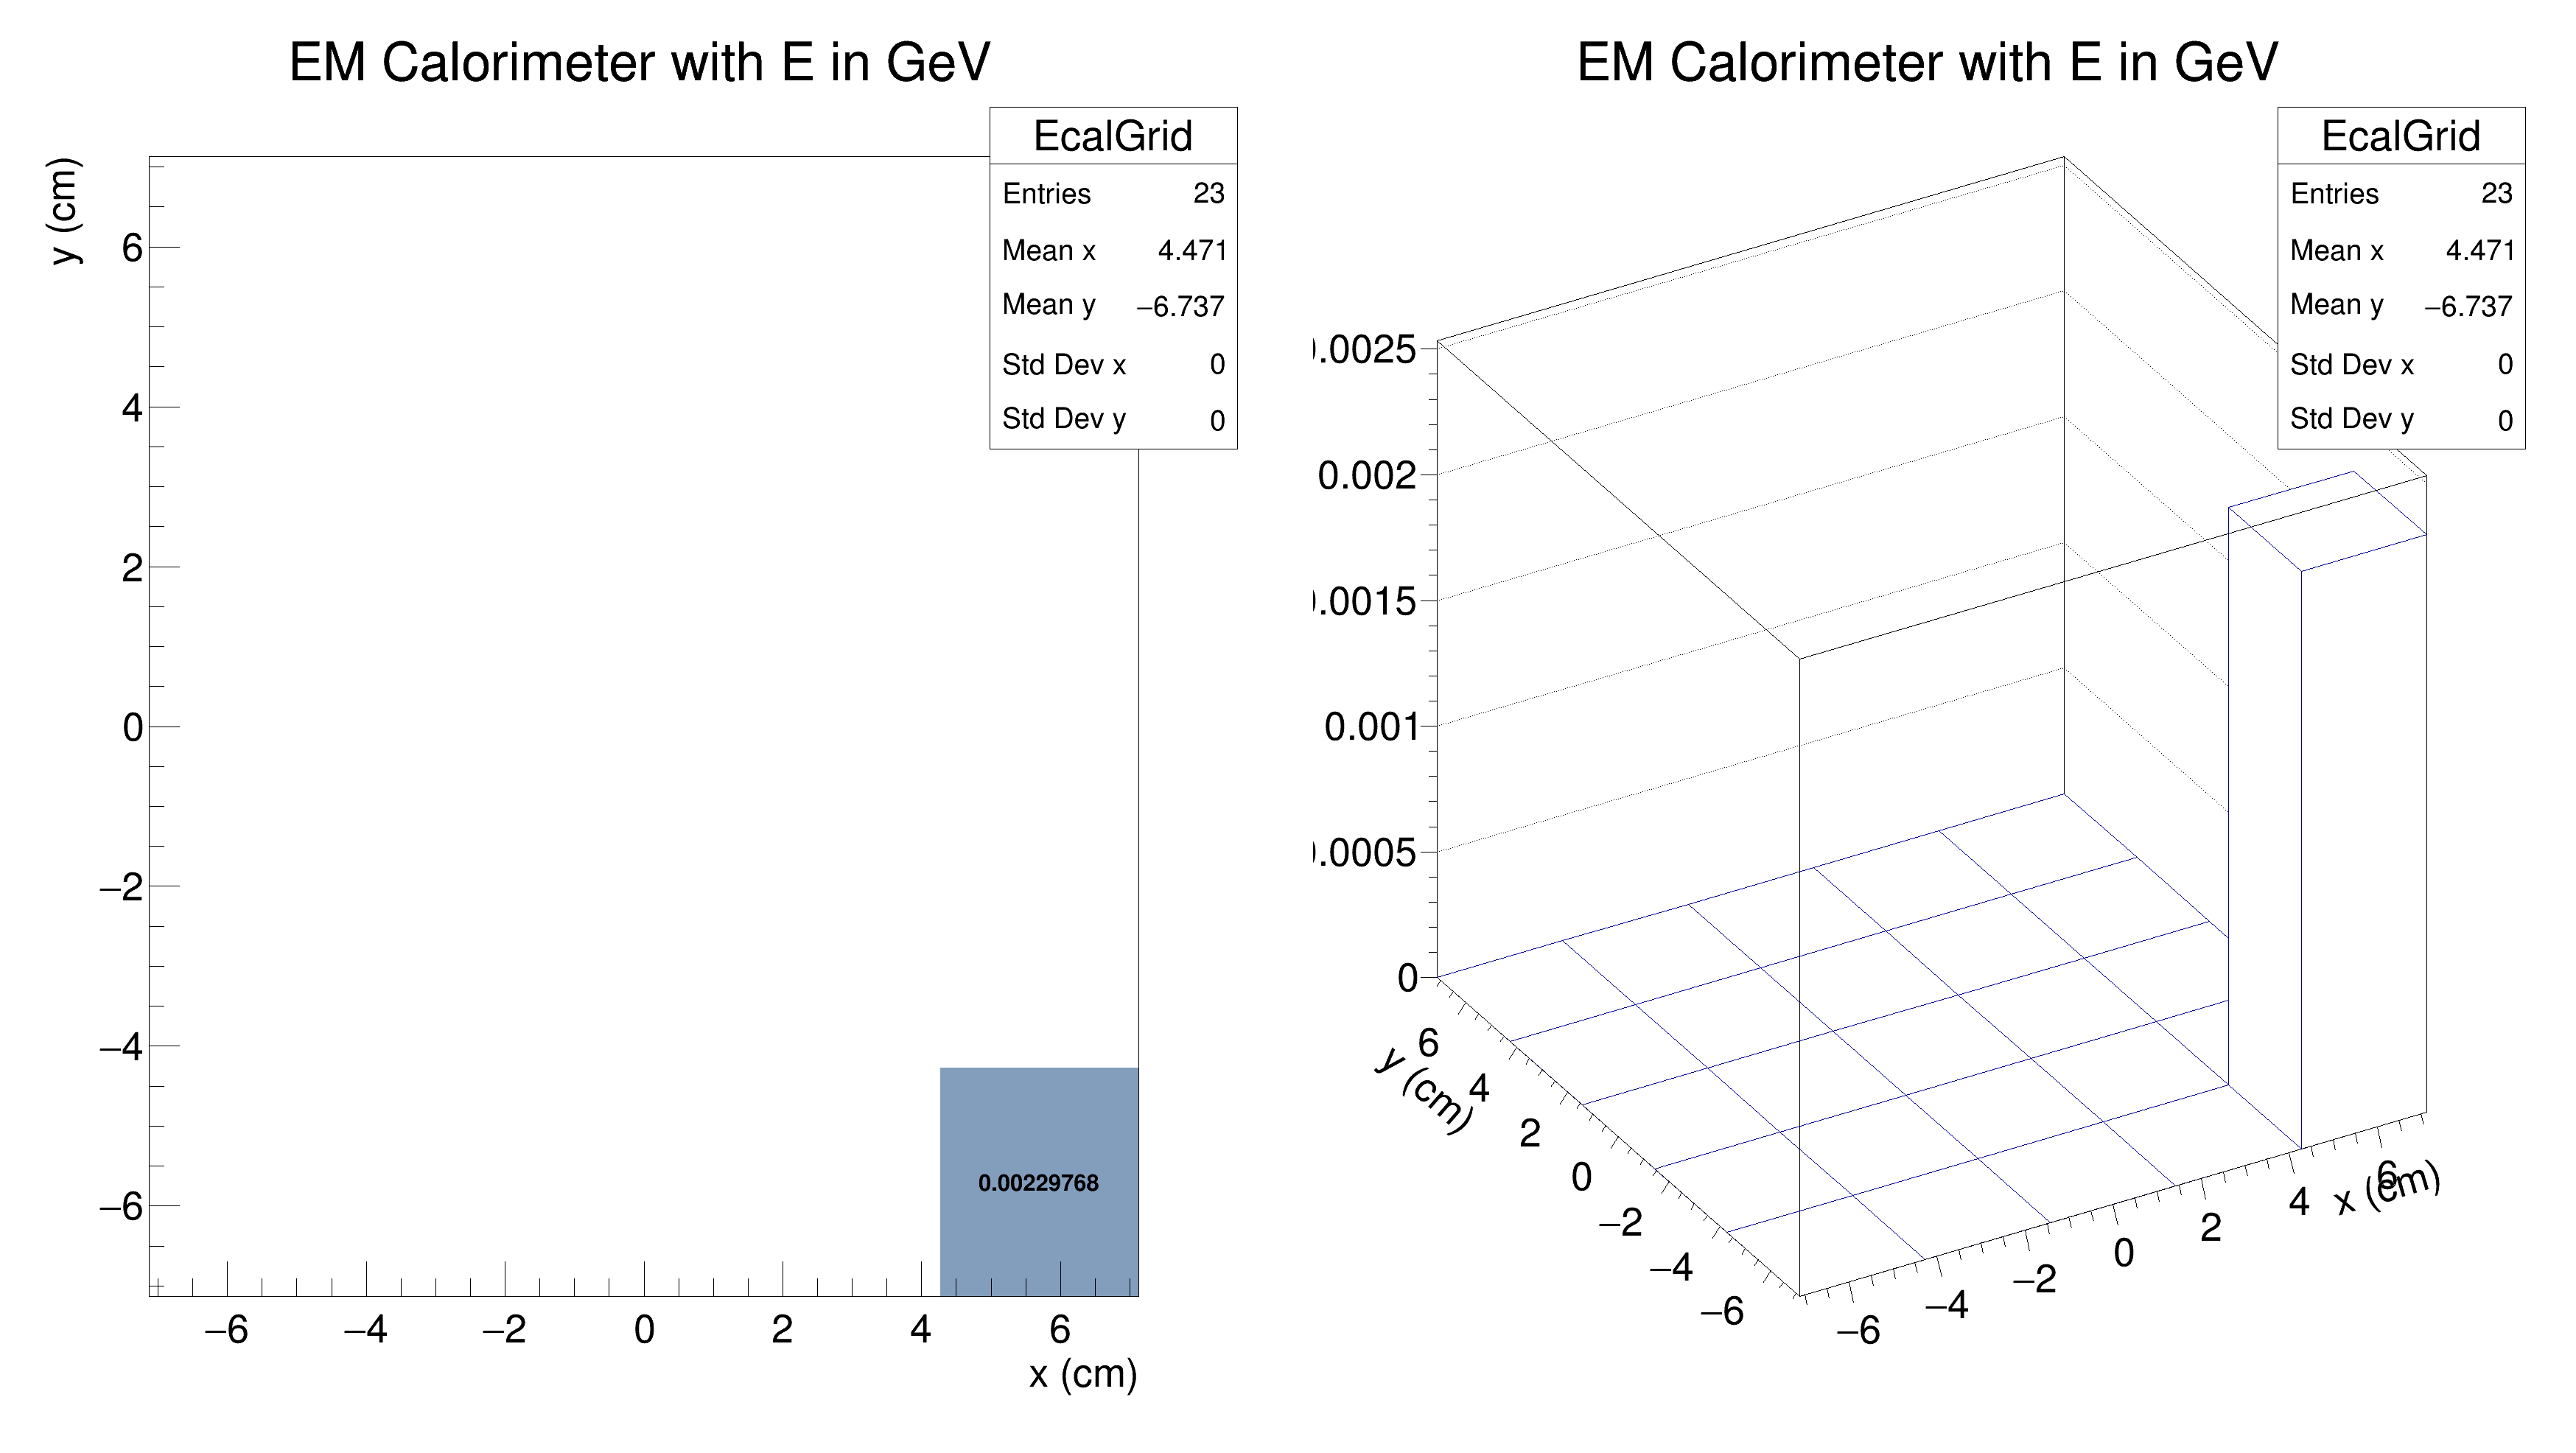 EM Calorimeter with E in GeV
EcalGrid
Entries 23
Mean x 4.471
Mean y −6.737
Std Dev x 0
Std Dev y 0
y (cm)
6
4
2
0
−2
−4
−6
0.00229768
−6 −4 −2 0 2 4 6
x (cm)
EM Calorimeter with E in GeV
EcalGrid
Entries 23
Mean x 4.471
Mean y −6.737
Std Dev x 0
Std Dev y 0
.0025
0.002
.0015
0.001
.0005
0
6
4
2
0
−2
−4
−6
y (cm)
−6
−4
−2
0
2
4
6
x (cm)